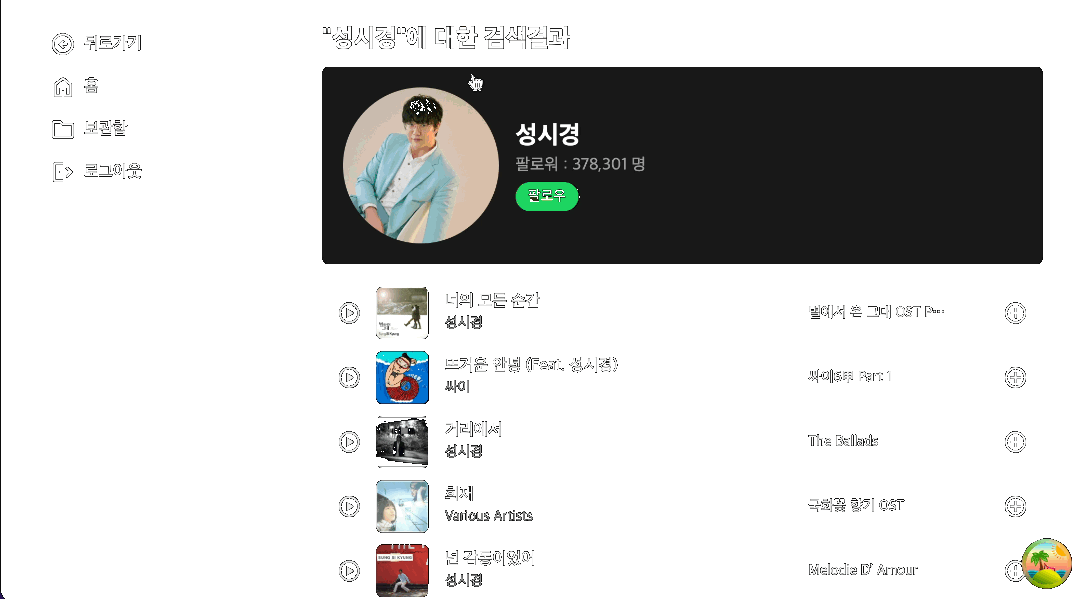 뒤로가기
홈
보관함
로그아웃
"성시경"에 대한 검색결과
성시경
팔로워 : 378,301 명
팔로우
너의 모든 순간
성시경
별에서 온 그대 OST P...
뜨거운 안녕 (Feat. 성시경)
싸이
싸이6甲 Part 1
거리에서
성시경
The Ballads
희재
Various Artists
국화꽃 향기 OST
넌 감동이었어
성시경
Melodie D' Amour
SUNG SI KYUNG